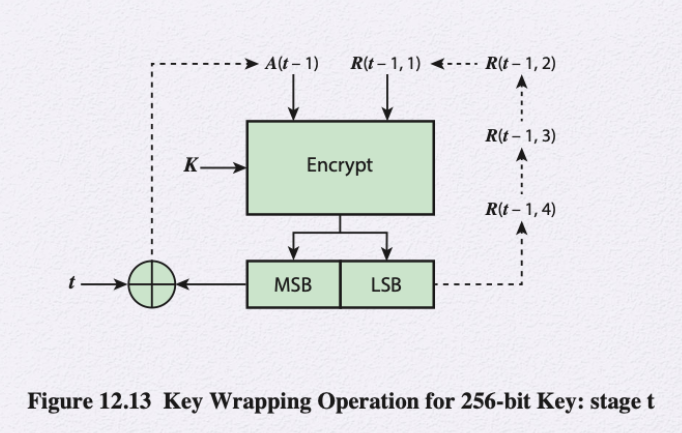 A(t – 1) R(t – 1, 1) R(t – 1, 2)
R(t – 1, 3)
K Encrypt
R(t – 1, 4)
t MSB LSB
Figure 12.13 Key Wrapping Operation for 256-bit Key: stage t